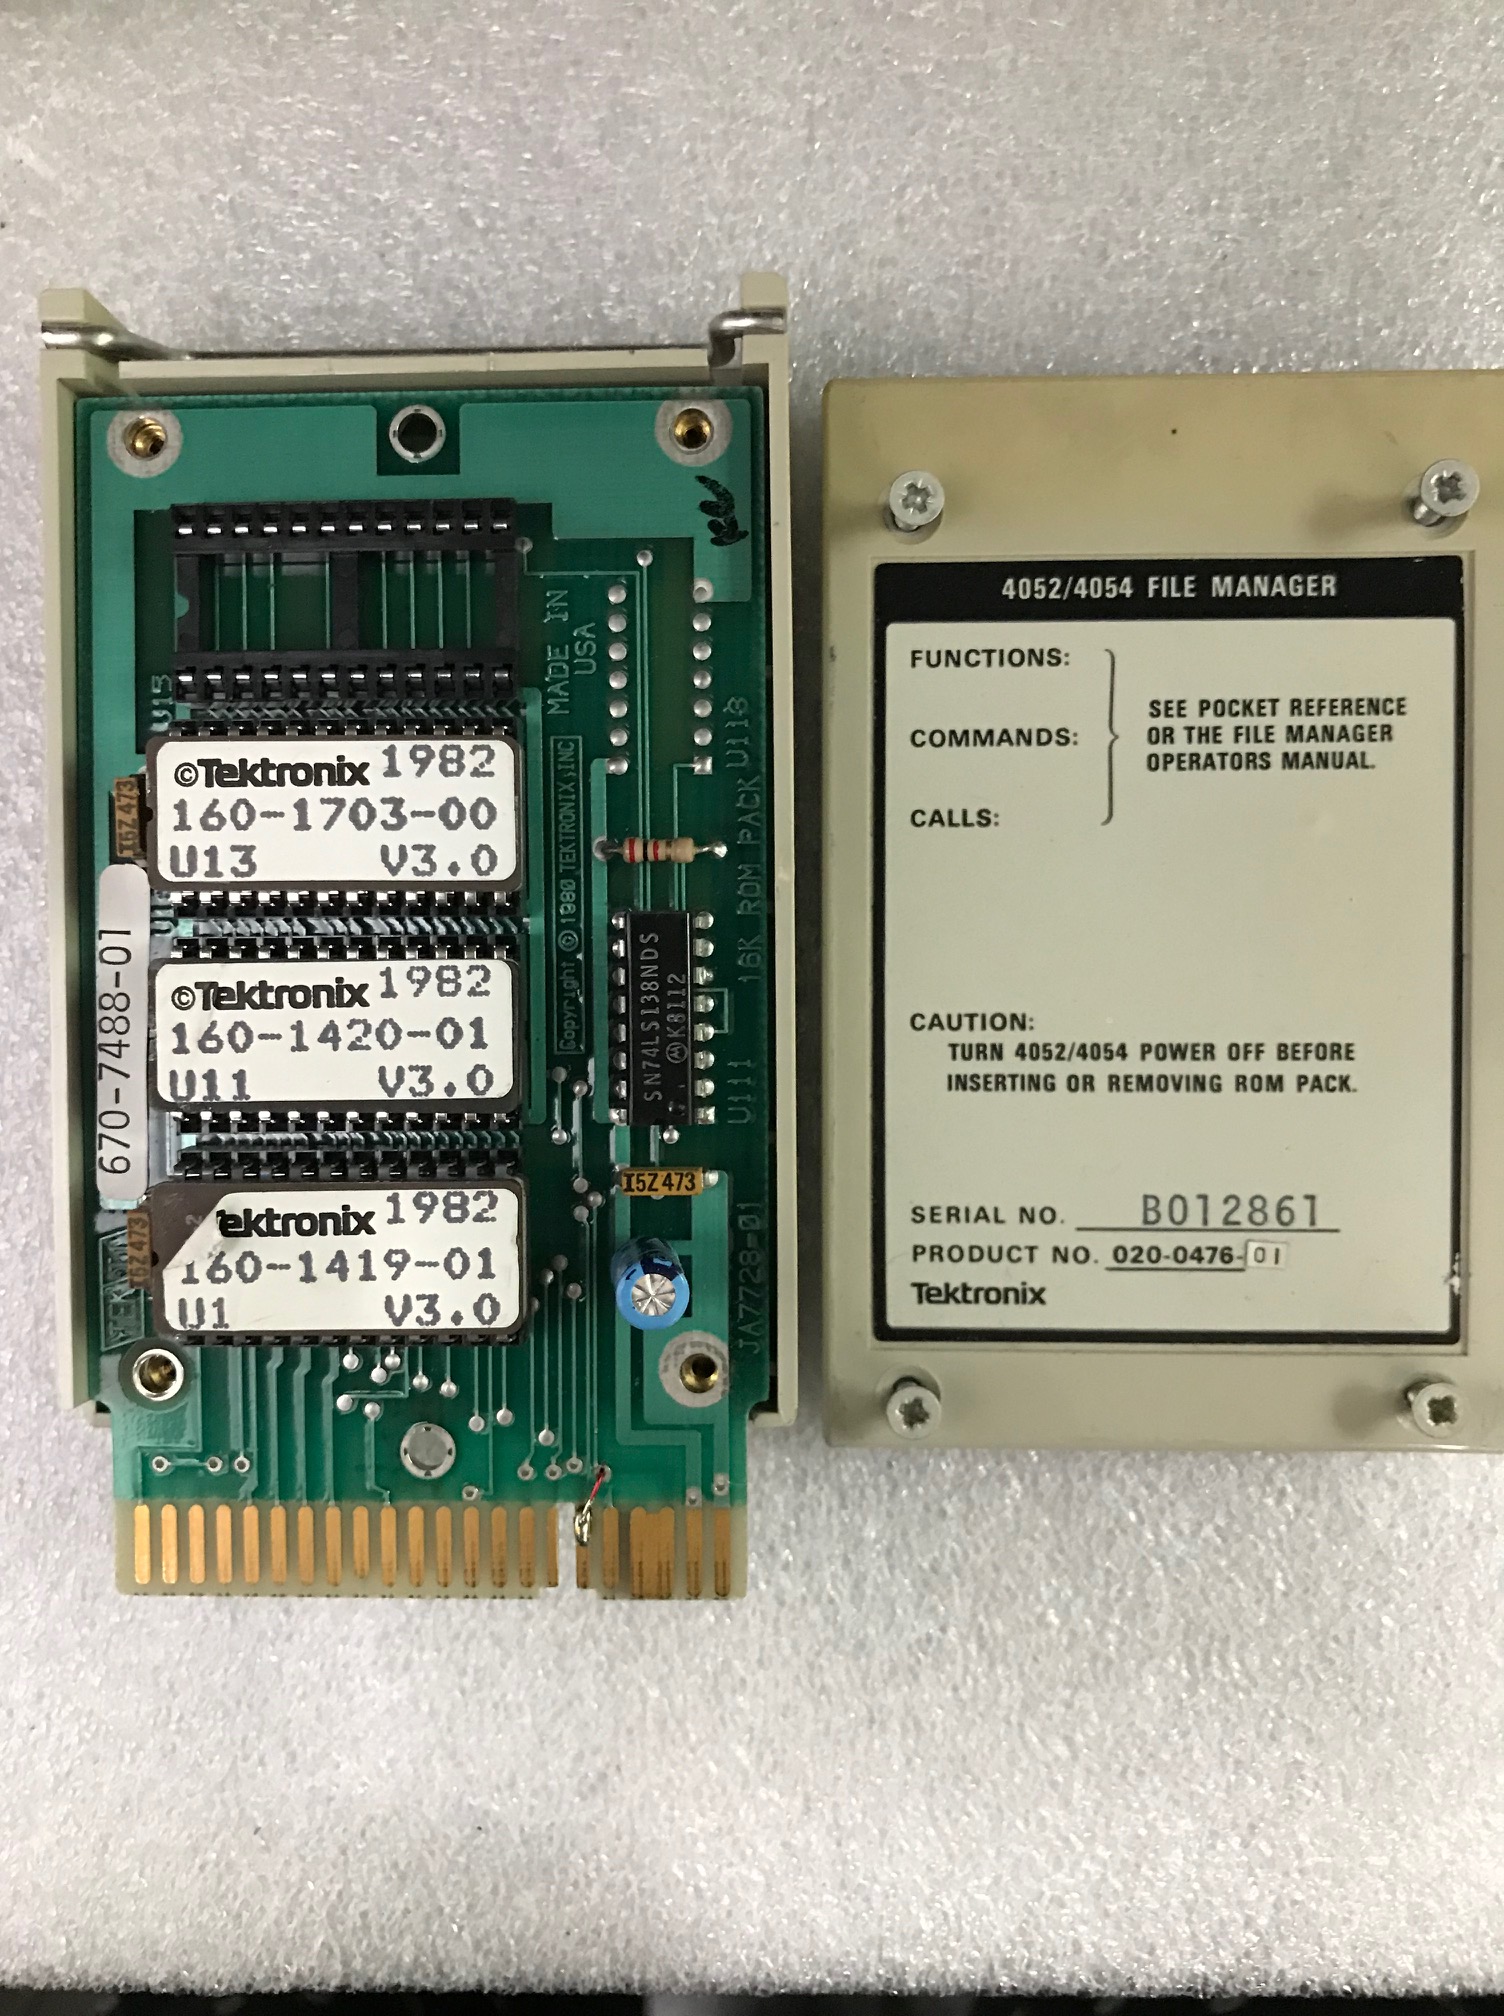 MADE IN
USA
U15
©Tektronix 1982
160-1703-00
U13 V3.0
I5Z473
670-7488-01
©Tektronix 1982
160-1420-01
U11 V3.0
ektronix 1982
160-1419-01
U1 V3.0
I5Z473
Copyright © 1980 TEKTRONIX, INC
16K ROM PACK U113
SN74LS138NDS
K8112
U111
I5Z473
JA7728-01
4052/4054 FILE MANAGER
FUNCTIONS:
COMMANDS:
CALLS:
SEE POCKET REFERENCE
OR THE FILE MANAGER
OPERATORS MANUAL.
CAUTION:
TURN 4052/4054 POWER OFF BEFORE
INSERTING OR REMOVING ROM PACK.
SERIAL NO. B012861
PRODUCT NO. 020-0476-01
Tektronix